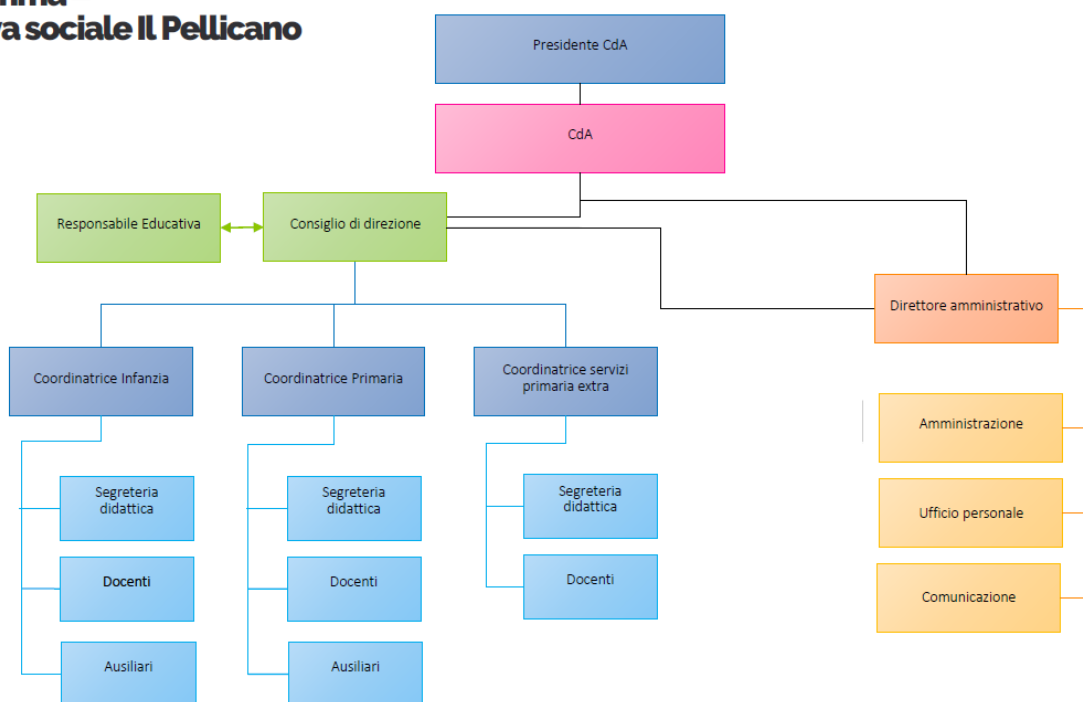 va sociale Il Pellicano
Presidente CdA
CdA
Responsabile Educativa
Consiglio di direzione
Direttore amministrativo
Coordinatrice Infanzia
Coordinatrice Primaria
Coordinatrice servizi
primaria extra
Amministrazione
Segreteria
didattica
Segreteria
didattica
Segreteria
didattica
Ufficio personale
Docenti
Docenti
Docenti
Comunicazione
Ausiliari
Ausiliari